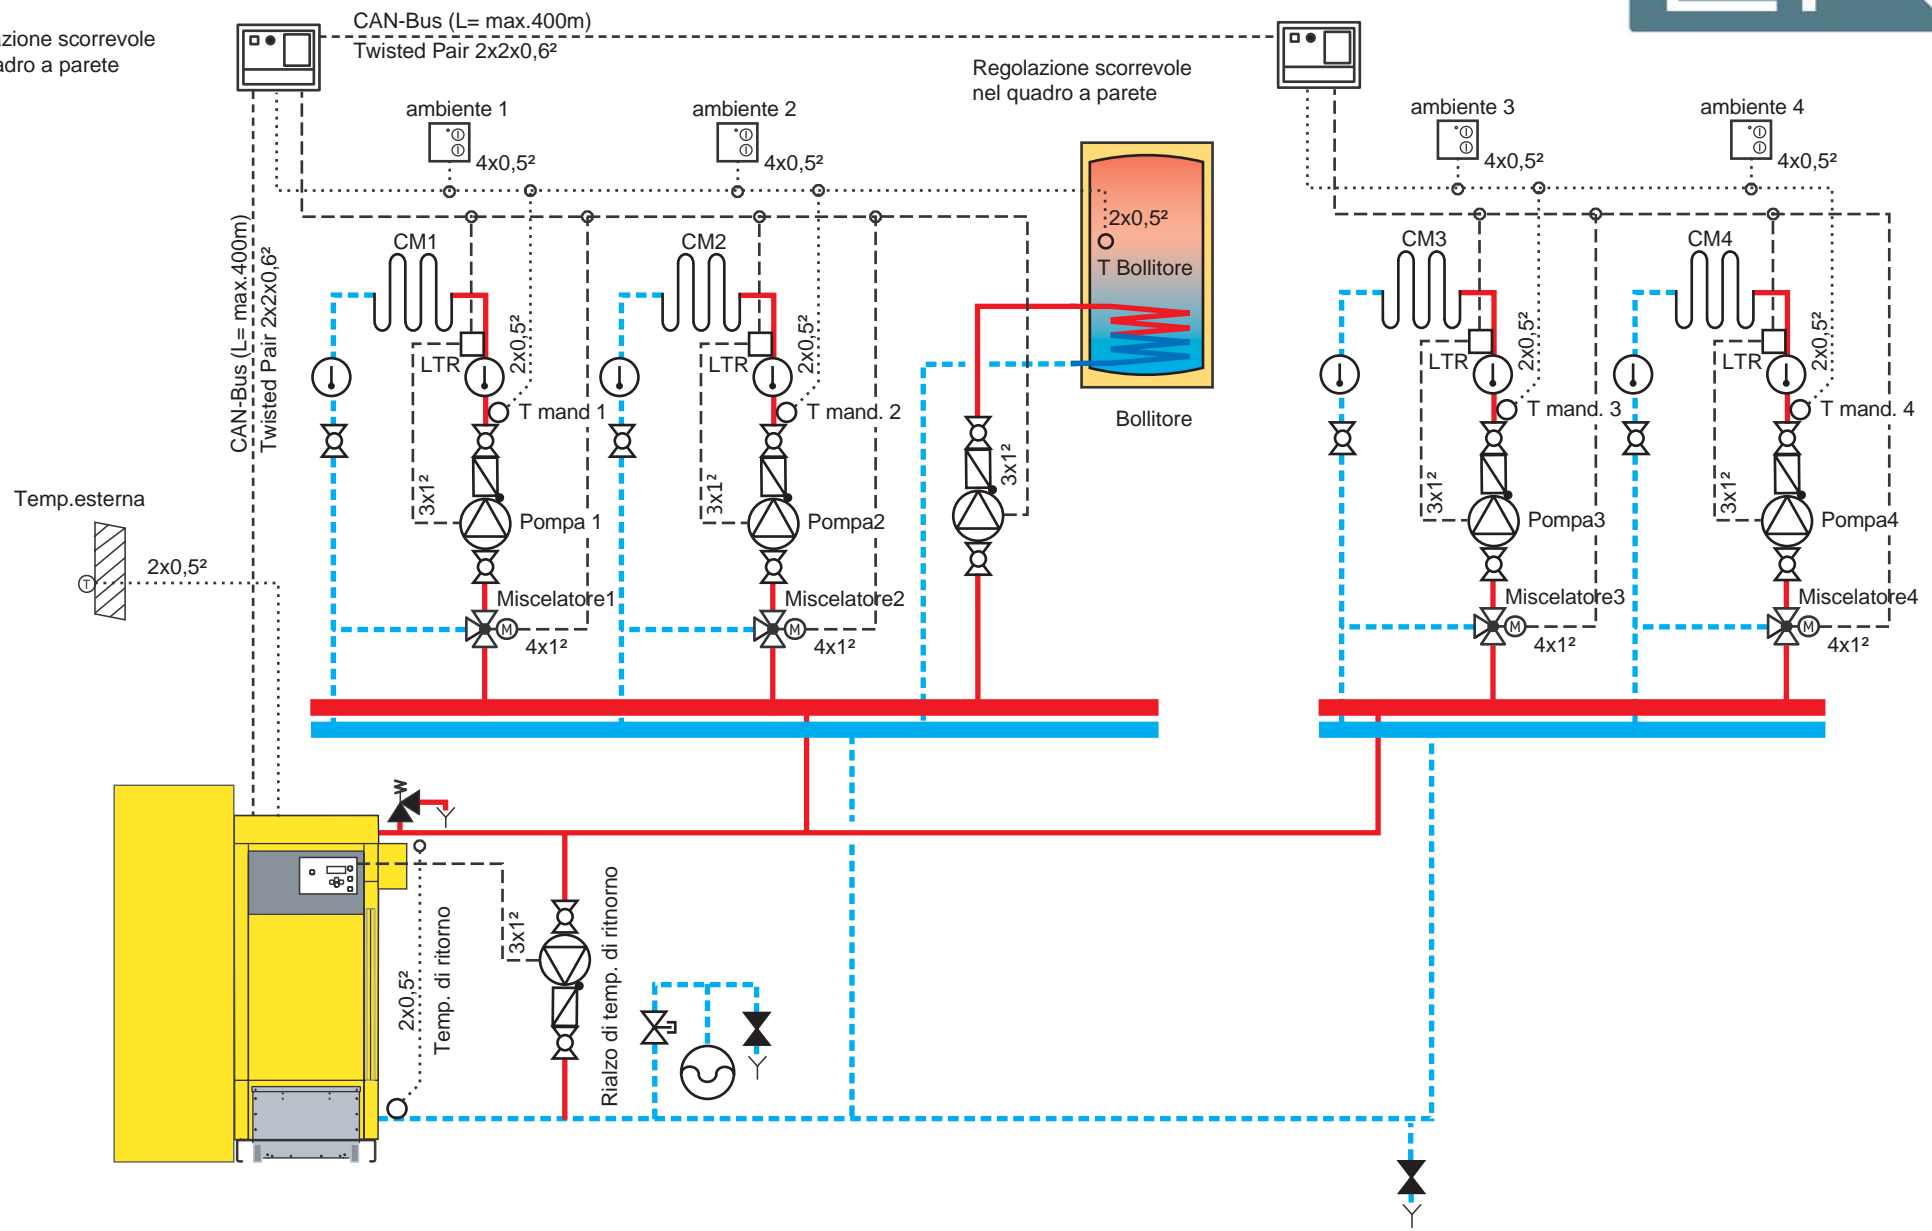 CAN-Bus (L= max.400m)
Twisted Pair 2x2x0,6²
scorrevole
a parete
Regolazione scorrevole
nel quadro a parete
ambiente 1
4x0,5²
ambiente 2
4x0,5²
ambiente 3
4x0,5²
ambiente 4
4x0,5²
CAN-Bus (L= max.400m)
Twisted Pair 2x2x0,6²
CM1
CM2
CM3
CM4
2x0,5²
T Bollitore
Bollitore
LTR
2x0,5²
LTR
2x0,5²
LTR
2x0,5²
LTR
2x0,5²
T mand 1
T mand. 2
T mand. 3
T mand. 4
3x1²
3x1²
3x1²
3x1²
3x1²
Pompa 1
Pompa2
Pompa3
Pompa4
Temp.esterna
T
2x0,5²
Miscelatore1
M
4x1²
Miscelatore2
M
4x1²
Miscelatore3
M
4x1²
Miscelatore4
M
4x1²
2x0,5²
Temp. di ritorno
3x1²
Rialzo di temp. di ritnorno